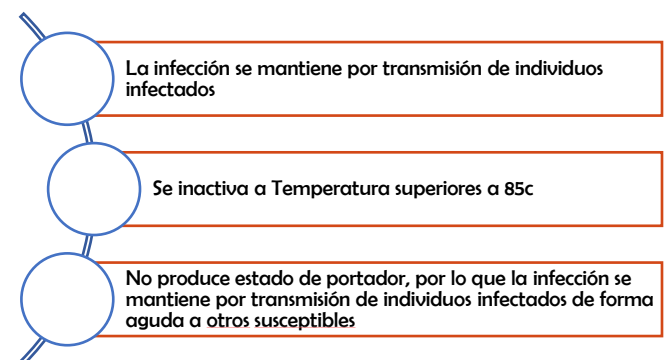 La infección se mantiene por transmisión de individuos
infectados
Se inactiva a Temperatura superiores a 85c
No produce estado de portador, por lo que la infección se
mantiene por transmisión de individuos infectados de forma
aguda a otros susceptibles